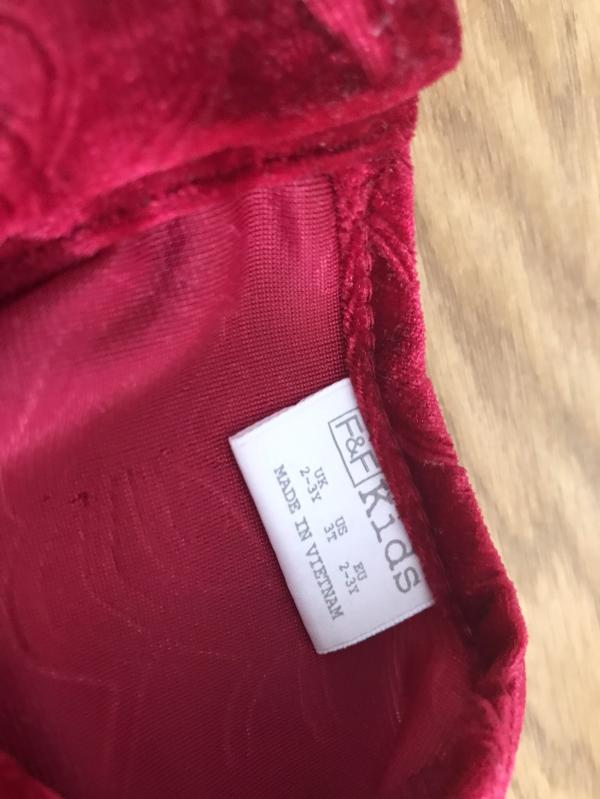 F&F Kids
UK US EU
2-3Y 3T 2-3Y
MADE IN VIETNAM